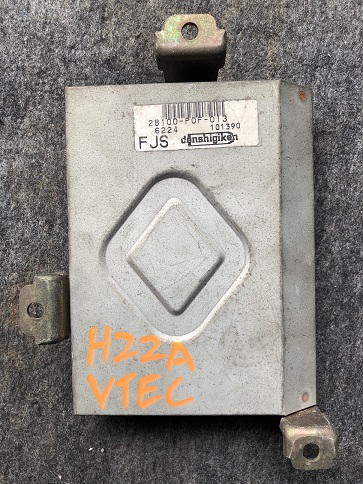 28100-P0F-013
6224 101390
FJS denshigiken
H22A
VTEC